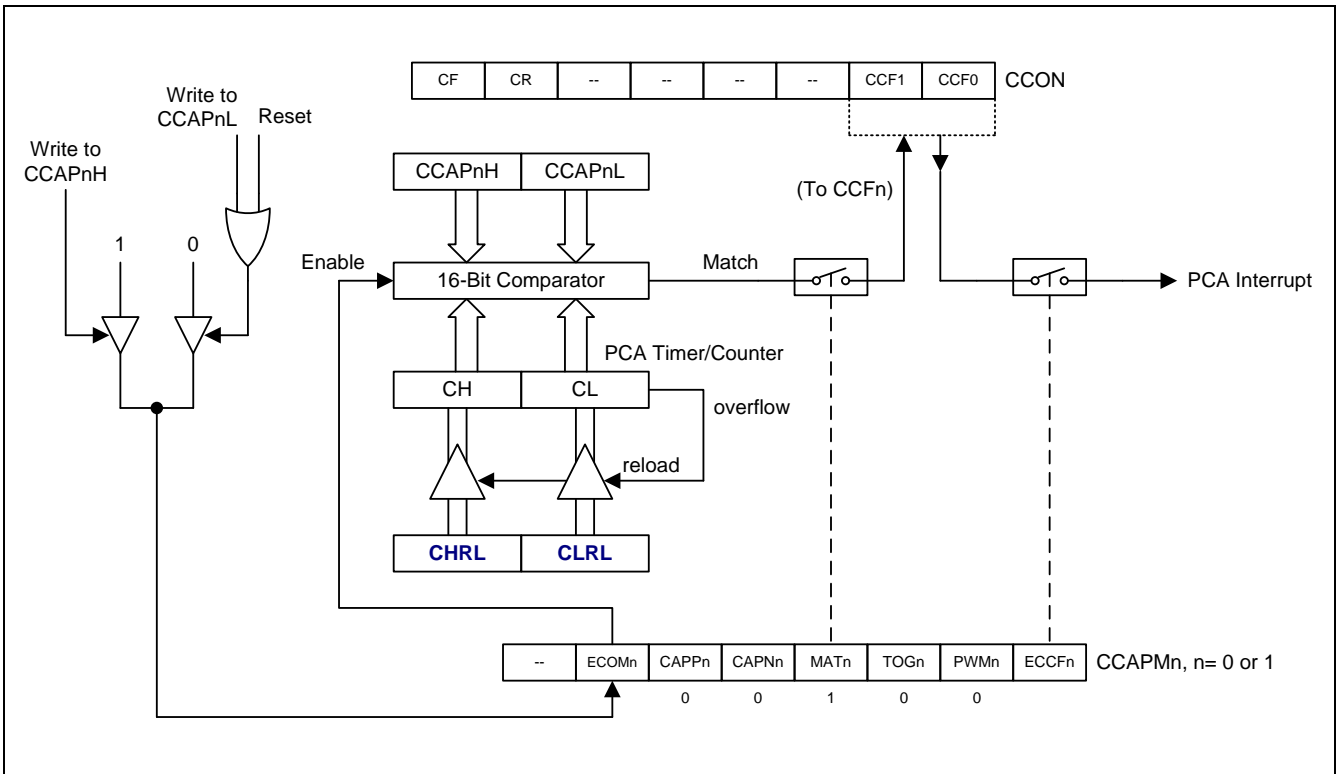 CF CR -- -- -- -- CCF1 CCF0 CCON
Write to
CCAPnL
Reset
Write to
CCAPnH
CCAPnH CCAPnL
(To CCFn)
1 0
Enable
16-Bit Comparator
Match
PCA Interrupt
PCA Timer/Counter
CH CL
overflow
reload
CHRL CLRL
-- ECOMn CAPPn CAPNn MATn TOGn PWMn ECCFn CCAPMn, n= 0 or 1
0 0 1 0 0